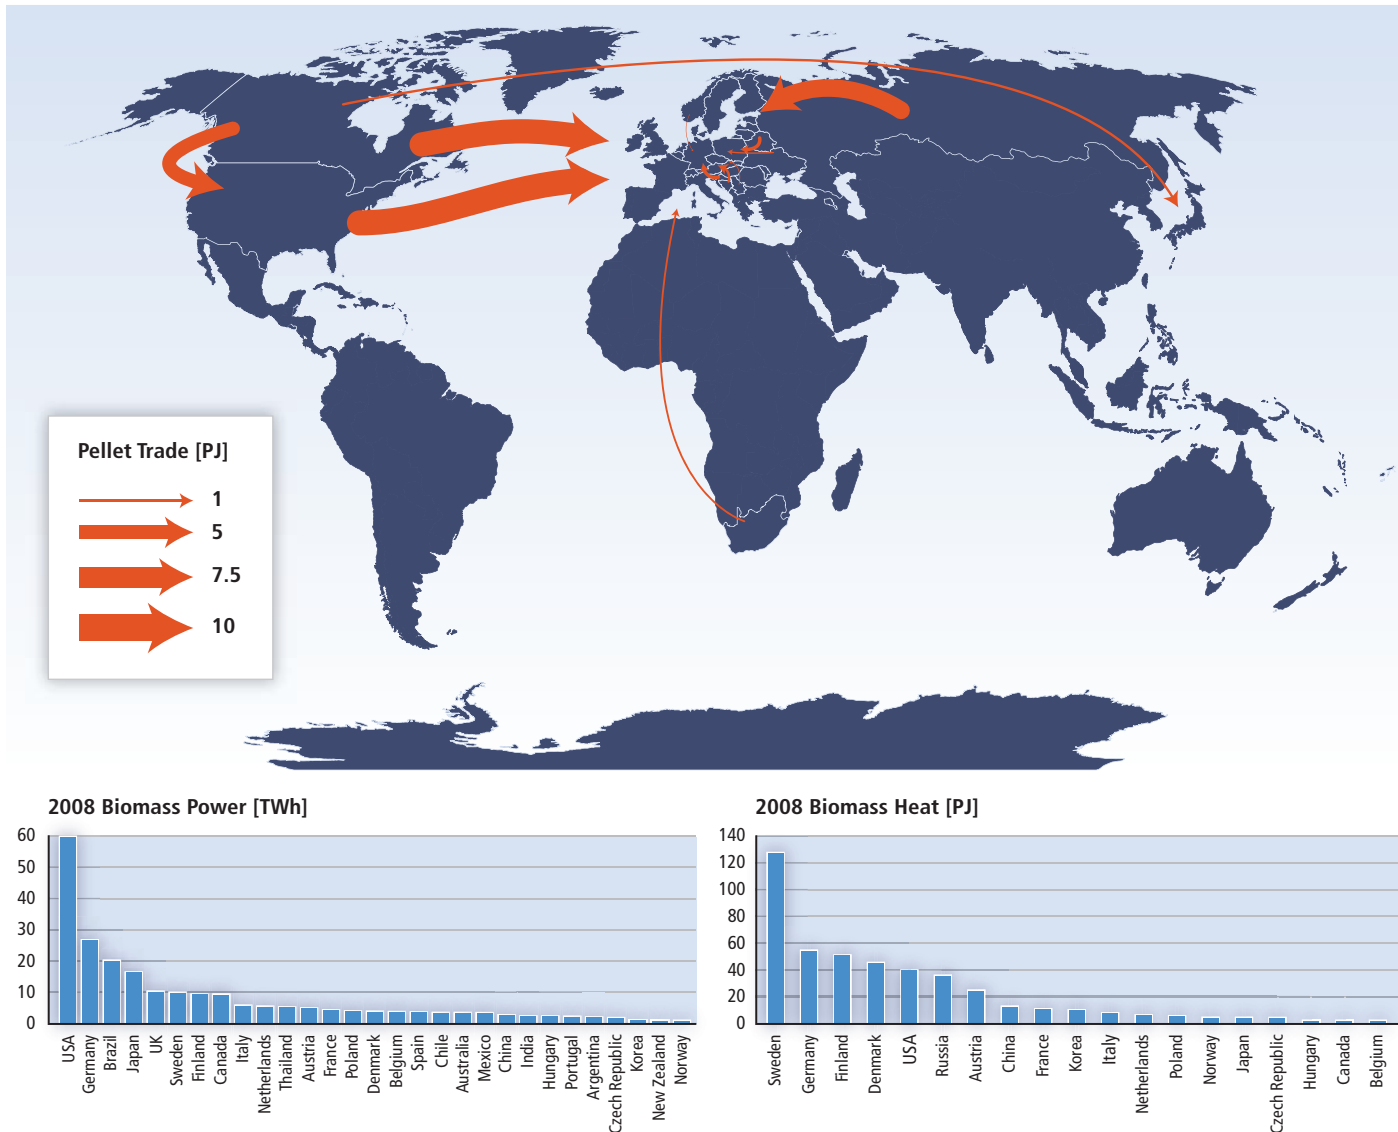 Pellet Trade [PJ]
1
5
7.5
10
2008 Biomass Power [TWh]
60
50
40
30
20
10
0
USA
Germany
Brazil
Japan
UK
Sweden
Finland
Canada
Italy
Netherlands
Thailand
Austria
France
Poland
Denmark
Belgium
Spain
Chile
Australia
Mexico
China
India
Hungary
Portugal
Argentina
Czech Republic
Korea
New Zealand
Norway
2008 Biomass Heat [PJ]
140
120
100
80
60
40
20
0
Sweden
Germany
Finland
Denmark
USA
Russia
Austria
China
France
Korea
Italy
Netherlands
Poland
Norway
Japan
Czech Republic
Hungary
Canada
Belgium